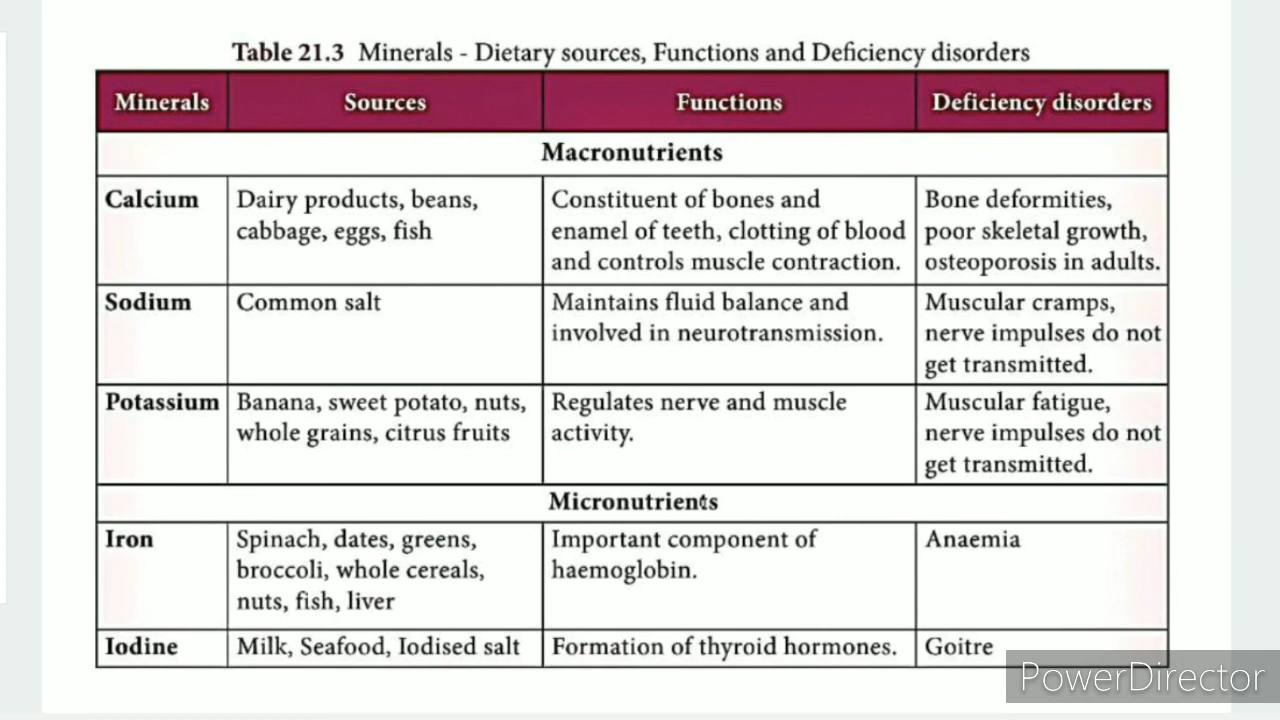 Table 21.3 Minerals - Dietary sources, Functions and Deficiency disorders
Minerals Sources Functions Deficiency disorders
Macronutrients
Calcium
Dairy products, beans,
cabbage, eggs, fish
Constituent of bones and
enamel of teeth, clotting of blood
and controls muscle contraction.
Bone deformities,
poor skeletal growth,
osteoporosis in adults.
Sodium
Common salt
Maintains fluid balance and
involved in neurotransmission.
Muscular cramps,
nerve impulses do not
get transmitted.
Potassium
Banana, sweet potato, nuts,
whole grains, citrus fruits
Regulates nerve and muscle
activity.
Muscular fatigue,
nerve impulses do not
get transmitted.
Micronutrients
Iron
Spinach, dates, greens,
broccoli, whole cereals,
nuts, fish, liver
Important component of
haemoglobin.
Anaemia
Iodine
Milk, Seafood, Iodised salt
Formation of thyroid hormones.
Goitre
PowerDirector